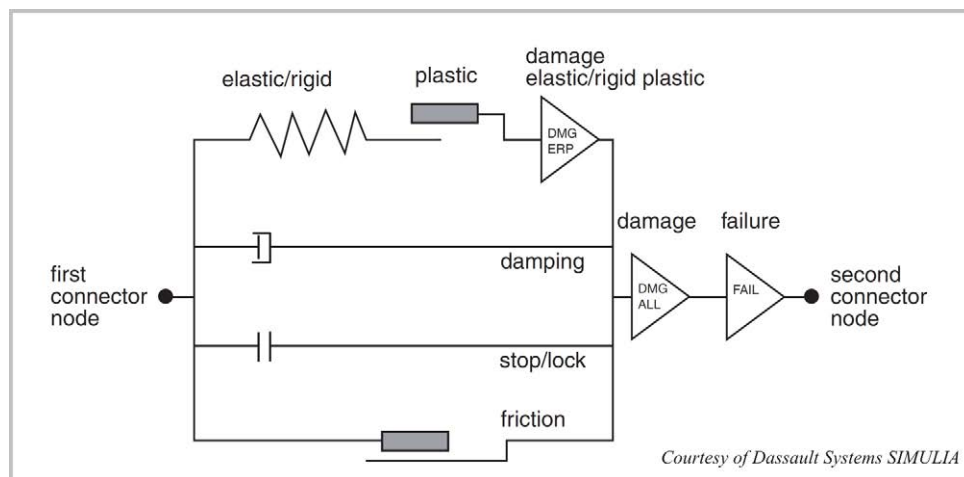 damage
elastic/rigid plastic
elastic/rigid
plastic
DMG
ERP
damage
failure
damping
first
connector
node
DMG
ALL
FAIL
second
connector
node
stop/lock
friction
Courtesy of Dassault Systems SIMULIA